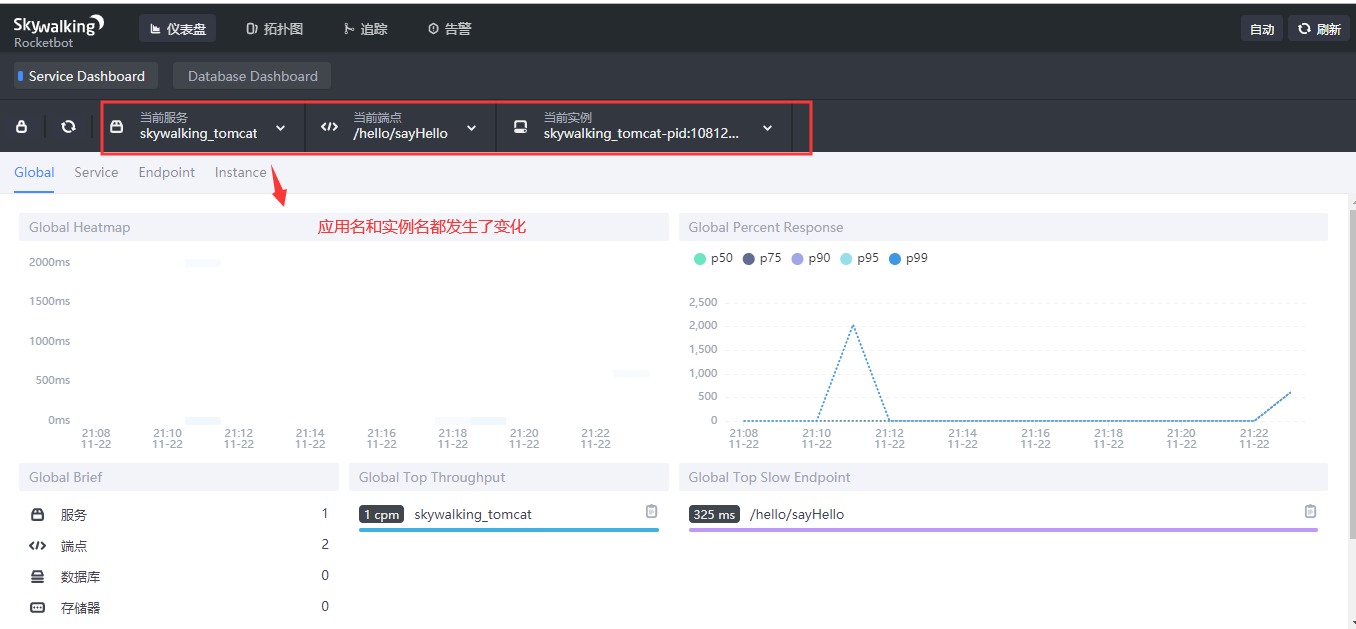 Skywalking
Rocketbot
仪表盘
拓扑图
追踪
告警
自动
刷新
Service Dashboard
Database Dashboard
当前服务
skywalking_tomcat
当前端点
/hello/sayHello
当前实例
skywalking_tomcat-pid:10812...
Global
Service
Endpoint
Instance
应用名和实例名都发生了变化
Global Heatmap
2000ms
1500ms
1000ms
500ms
0ms
21:08 21:10 21:12 21:14 21:16 21:18 21:20 21:22
11-22 11-22 11-22 11-22 11-22 11-22 11-22 11-22
Global Percent Response
p50 p75 p90 p95 p99
2,500
2,000
1,500
1,000
500
0
21:08 21:10 21:12 21:14 21:16 21:18 21:20 21:22
11-22 11-22 11-22 11-22 11-22 11-22 11-22 11-22
Global Brief
服务 1
端点 2
数据库 0
存储器 0
Global Top Throughput
1 cpm skywalking_tomcat
Global Top Slow Endpoint
325 ms /hello/sayHello